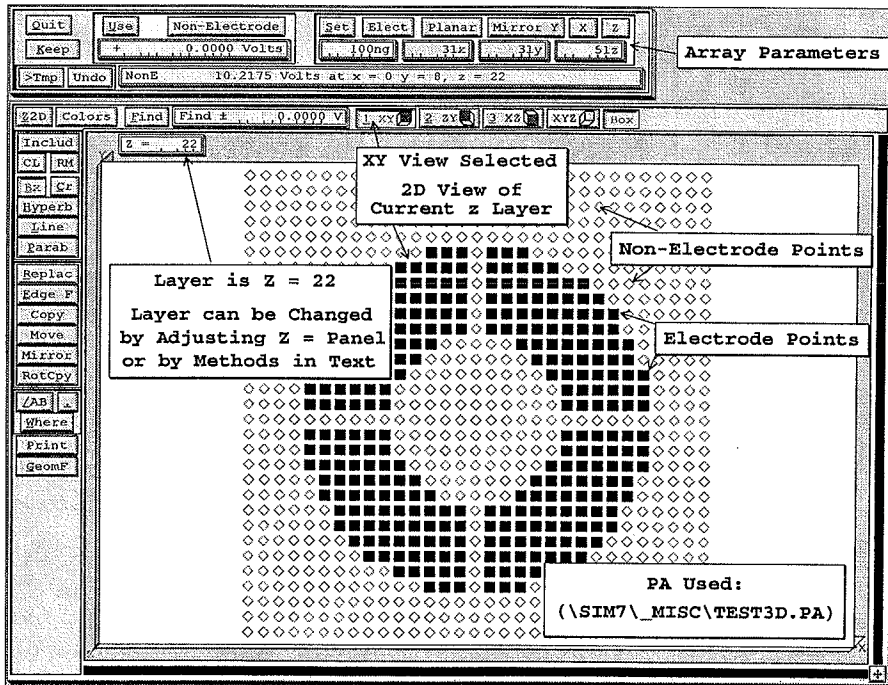 Quit Use Non-Electrode Set Elect Planar Mirror Y X Z
Keep + 0.0000 Volts 100ng 31x 31y 51z
Array Parameters
>Tmp Undo NonE 10.2175 Volts at x = 0 y = 8, z = 22
Z2D Colors Find Find ± 0.0000 V 1 XY 2 ZY 3 XZ XYZ Box
Includ
Z = 22
CL RM
Bx Cr
Hyperb
Line
Parab
Replac
Edge F
Copy
Move
Mirror
RotCpy
/AB .
Where
Print
GeomF
XY View Selected
2D View of
Current z Layer
Non-Electrode Points
Layer is Z = 22
Layer can be Changed
by Adjusting Z = Panel
or by Methods in Text
Electrode Points
PA Used:
(\SIM7\_MISC\TEST3D.PA)
Y
X